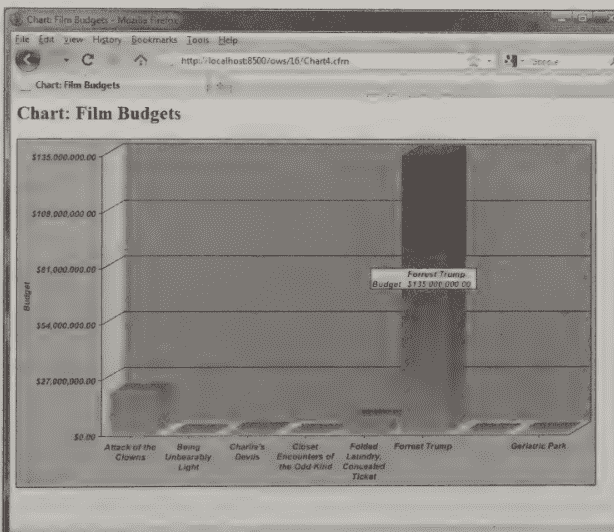 Chart: Film Budgets - Mozilla Firefox
File Edit View History Bookmarks Tools Help
http://localhost:8500/ows/16/Chart4.cfm
Chart: Film Budgets
Chart: Film Budgets
$135,000,000.00
$108,000,000.00
$81,000,000.00
$54,000,000.00
$27,000,000.00
$0.00
Budget
Forrest Trump
Budget $135,000,000.00
Attack of the
Clowns
Being
Unbearably
Light
Charlie's
Devils
Closet
Encounters of
the Odd Kind
Folded
Laundry,
Concealed
Ticket
Forrest Trump
Geriatric Park